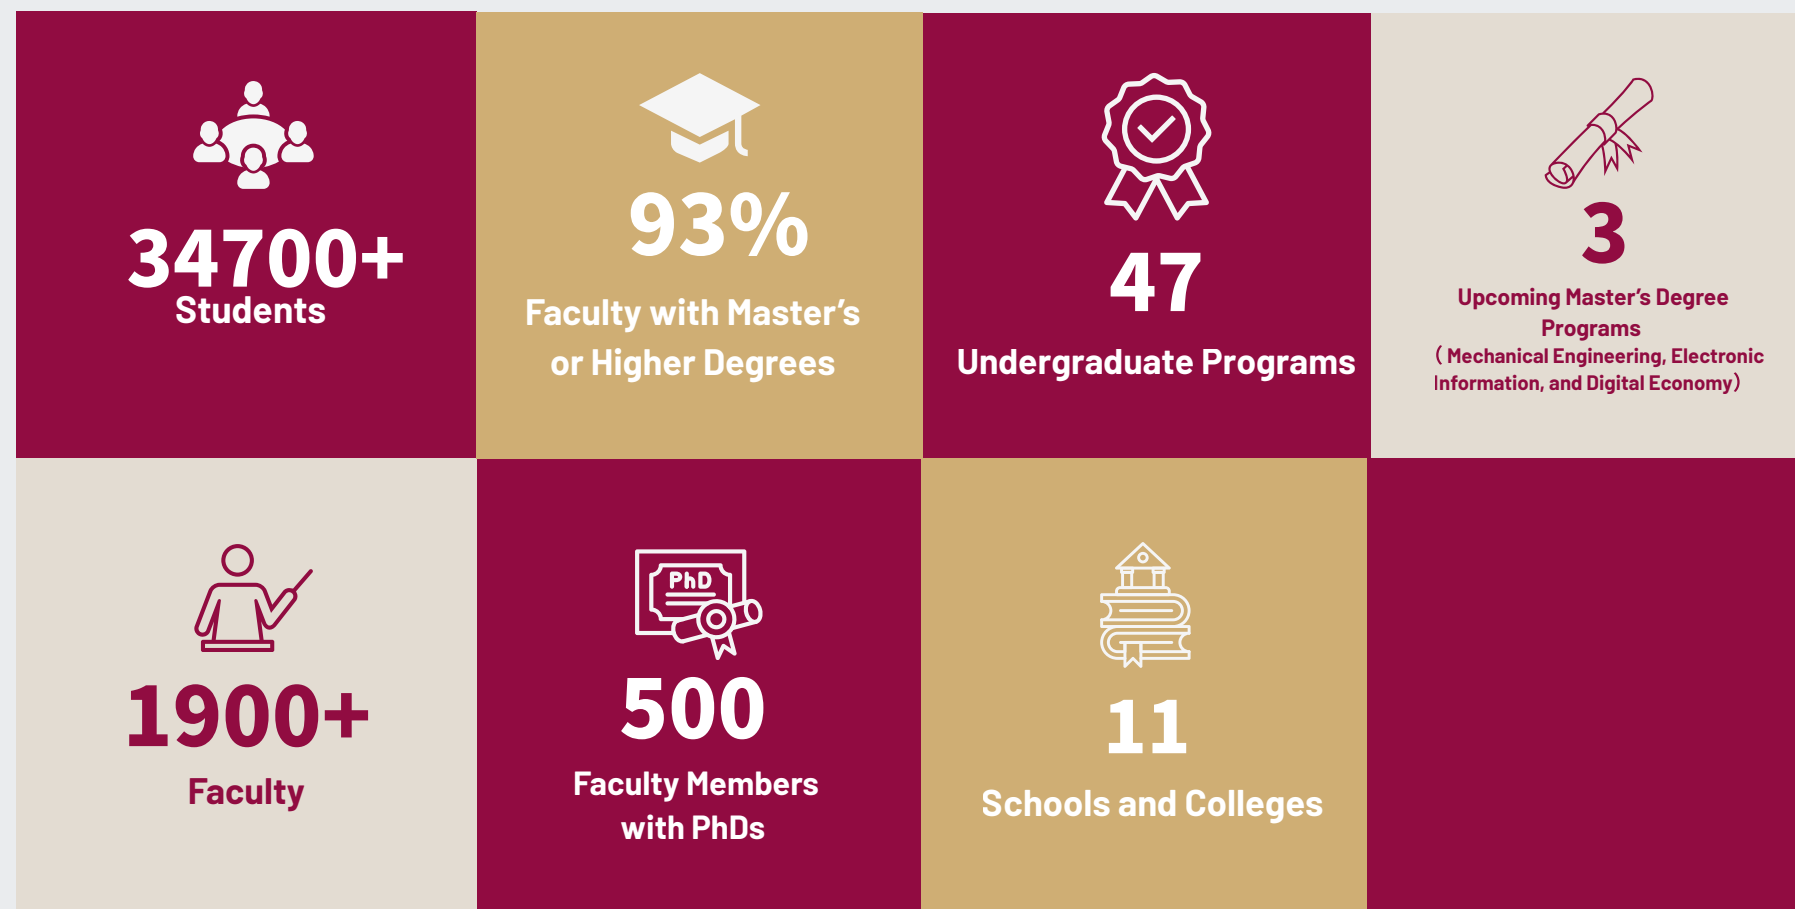 34700+
Students
93%
Faculty with Master’s
or Higher Degrees
47
Undergraduate Programs
3
Upcoming Master’s Degree
Programs
（Mechanical Engineering, Electronic
Information, and Digital Economy）
1900+
Faculty
PhD
500
Faculty Members
with PhDs
11
Schools and Colleges